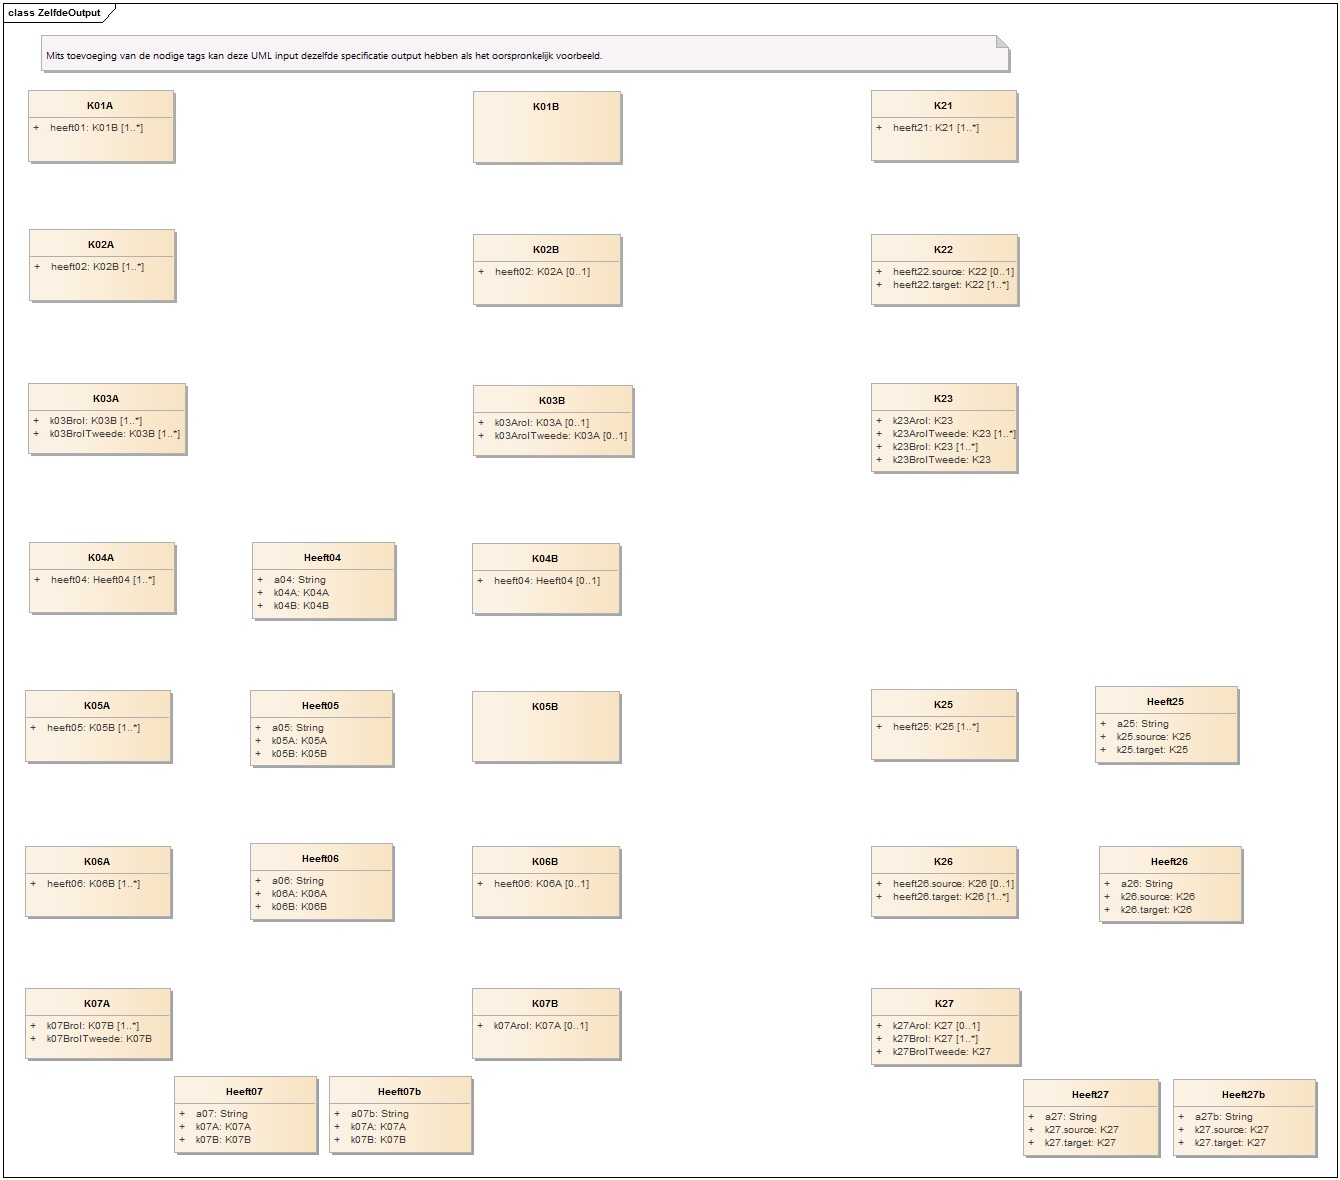 class ZelfdeOutput
Mits toevoeging van de nodige tags kan deze UML input dezelfde specificatie output hebben als het oorspronkelijk voorbeeld.
K01A
+ heeft01: K01B [1..*]
K01B
K21
+ heeft21: K21 [1..*]
K02A
+ heeft02: K02B [1..*]
K02B
+ heeft02: K02A [0..1]
K22
+ heeft22.source: K22 [0..1]
+ heeft22.target: K22 [1..*]
K03A
+ k03Brol: K03B [1..*]
+ k03BrolTweede: K03B [1..*]
K03B
+ k03Arol: K03A [0..1]
+ k03ArolTweede: K03A [0..1]
K23
+ k23Arol: K23
+ k23ArolTweede: K23 [1..*]
+ k23Brol: K23 [1..*]
+ k23BrolTweede: K23
K04A
+ heeft04: Heeft04 [1..*]
Heeft04
+ a04: String
+ k04A: K04A
+ k04B: K04B
K04B
+ heeft04: Heeft04 [0..1]
K05A
+ heeft05: K05B [1..*]
Heeft05
+ a05: String
+ k05A: K05A
+ k05B: K05B
K05B
K25
+ heeft25: K25 [1..*]
Heeft25
+ a25: String
+ k25.source: K25
+ k25.target: K25
K06A
+ heeft06: K06B [1..*]
Heeft06
+ a06: String
+ k06A: K06A
+ k06B: K06B
K06B
+ heeft06: K06A [0..1]
K26
+ heeft26.source: K26 [0..1]
+ heeft26.target: K26 [1..*]
Heeft26
+ a26: String
+ k26.source: K26
+ k26.target: K26
K07A
+ k07Brol: K07B [1..*]
+ k07BrolTweede: K07B
K07B
+ k07Arol: K07A [0..1]
K27
+ k27Arol: K27 [0..1]
+ k27Brol: K27 [1..*]
+ k27BrolTweede: K27
Heeft07
+ a07: String
+ k07A: K07A
+ k07B: K07B
Heeft07b
+ a07b: String
+ k07A: K07A
+ k07B: K07B
Heeft27
+ a27: String
+ k27.source: K27
+ k27.target: K27
Heeft27b
+ a27b: String
+ k27.source: K27
+ k27.target: K27